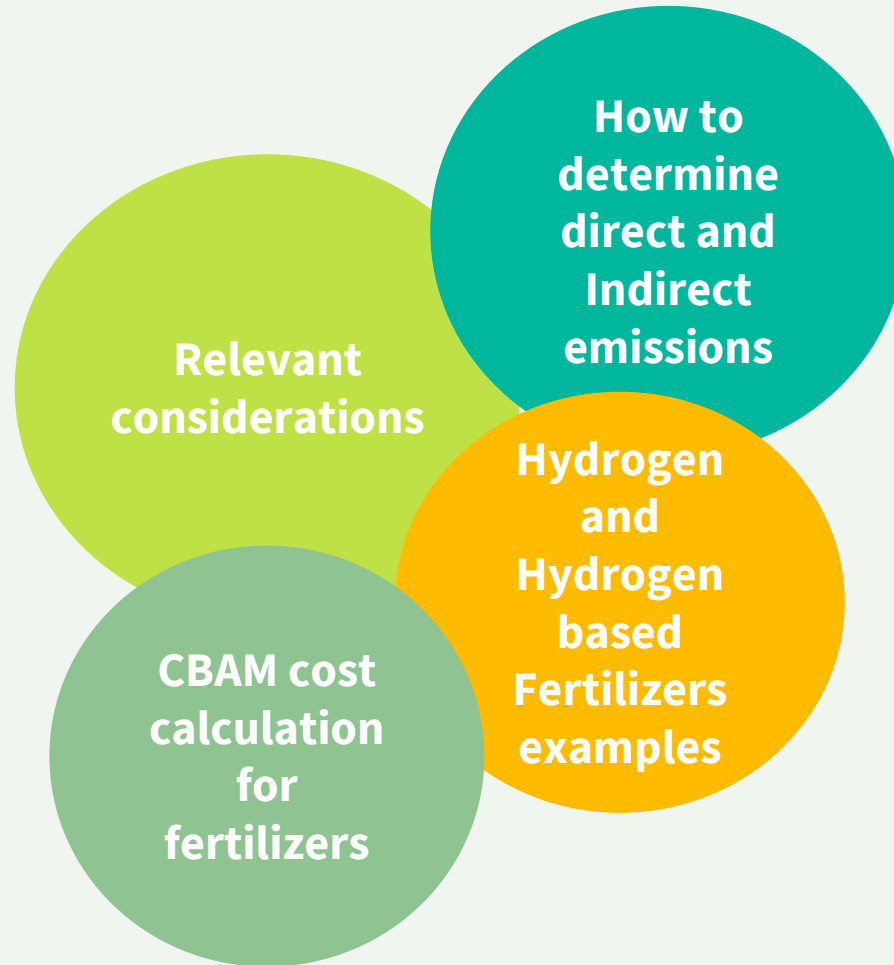 How to
determine
direct and
Indirect
emissions
Relevant
considerations
Hydrogen
and
Hydrogen
based
Fertilizers
examples
CBAM cost
calculation
for
fertilizers